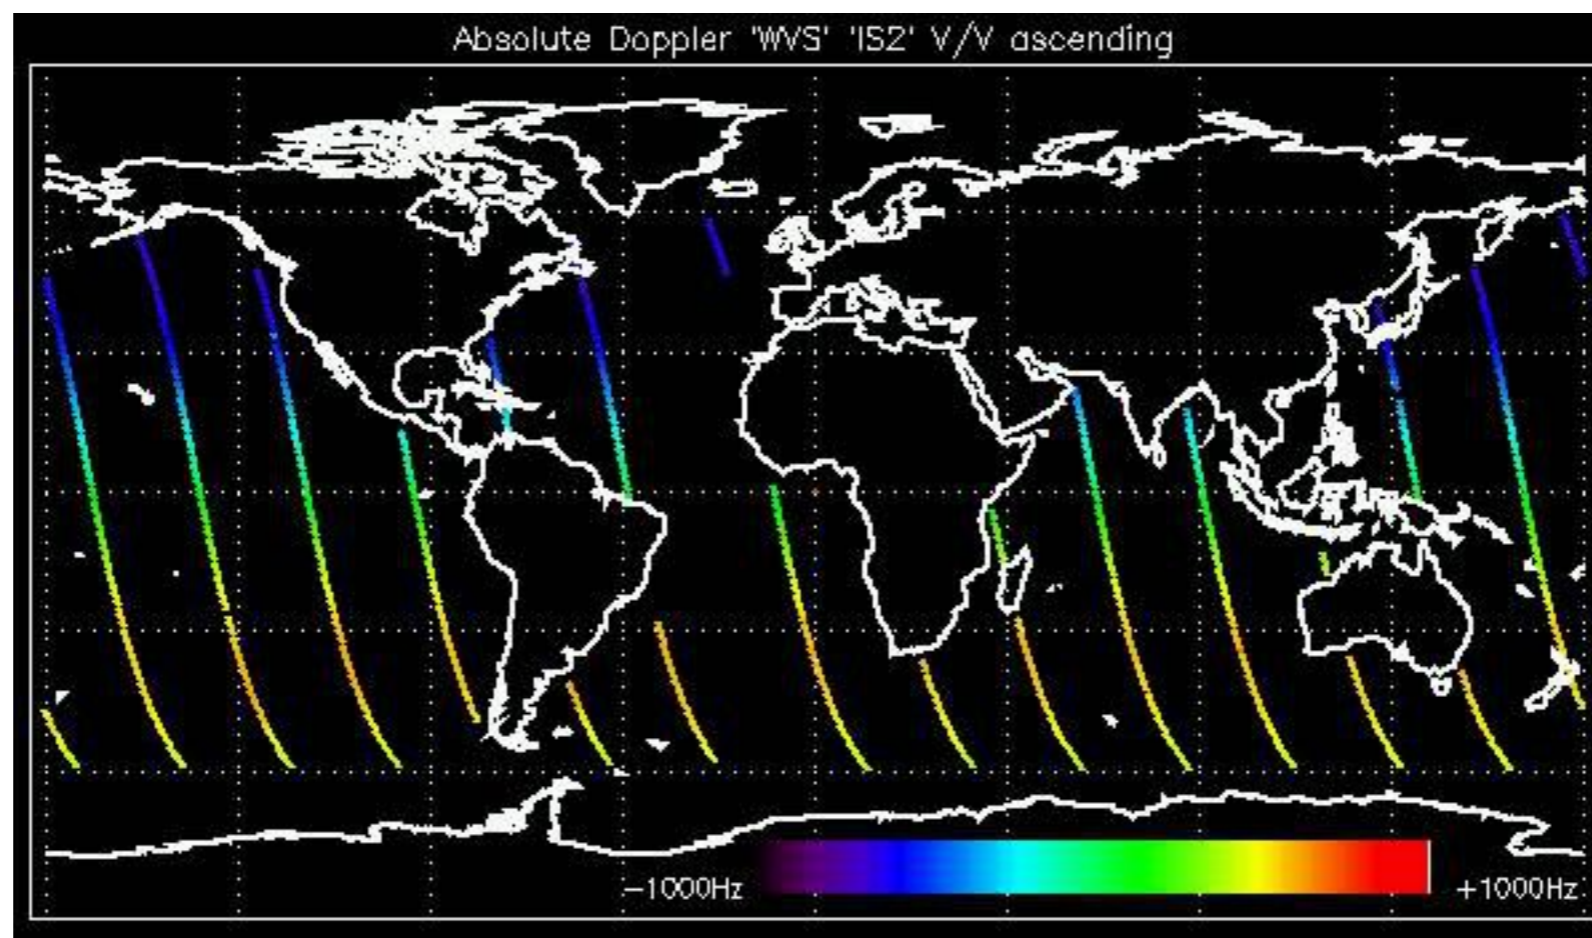 Absolute Doppler 'WVS' 'IS2' V/V ascending
-1000Hz +1000Hz